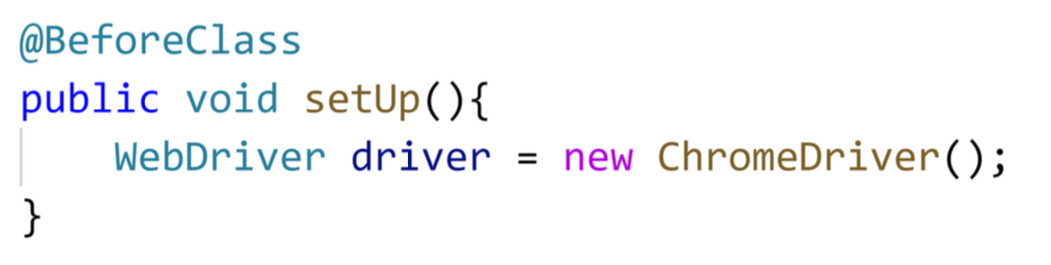 @BeforeClass
public void setUp(){
    WebDriver driver = new ChromeDriver();
}